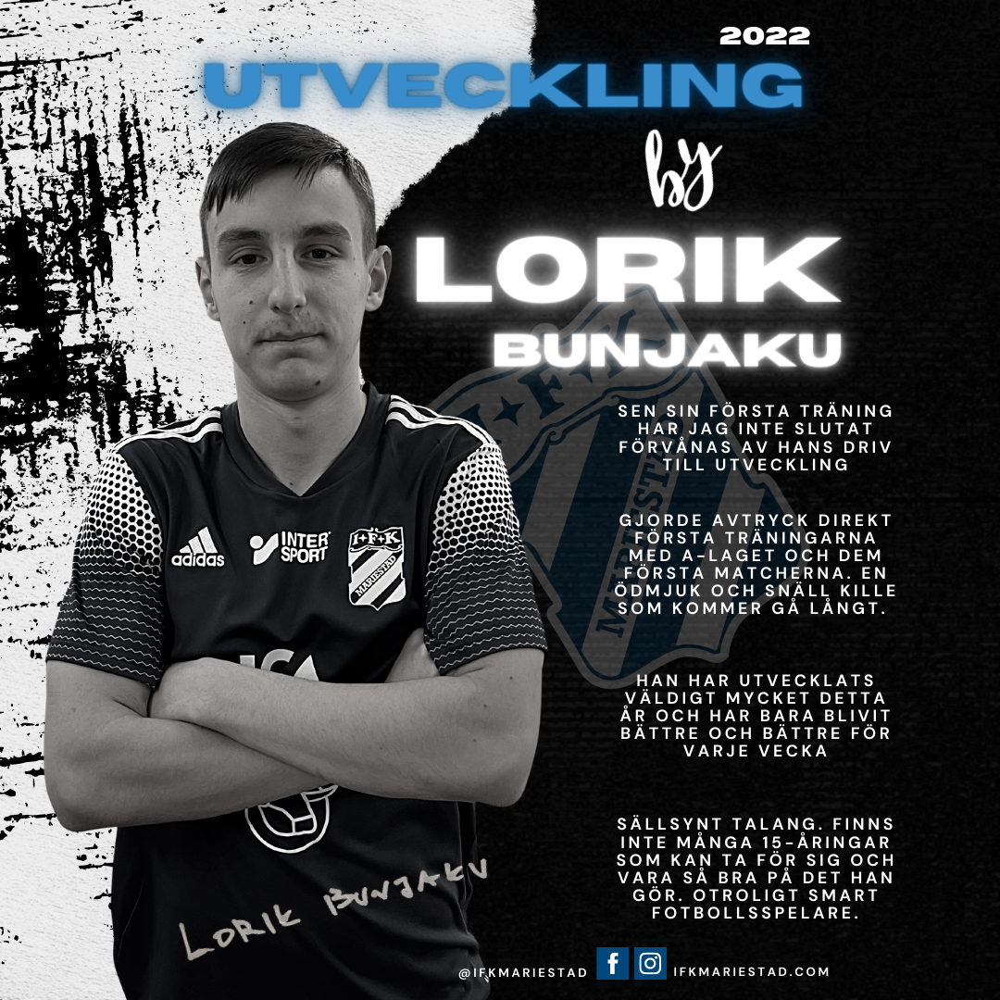 2022
UTVECKLING
by
LORIK
BUNJAKU
SEN SIN FÖRSTA TRÄNING
HAR JAG INTE SLUTAT
FÖRVÅNAS AV HANS DRIV
TILL UTVECKLING
GJORDE AVTRYCK DIREKT
FÖRSTA TRÄNINGARNA
MED A-LAGET OCH DEM
FÖRSTA MATCHERNA. EN
ÖDMJUK OCH SNÄLL KILLE
SOM KOMMER GÅ LÅNGT.
HAN HAR UTVECKLATS
VÄLDIGT MYCKET DETTA
ÅR OCH HAR BARA BLIVIT
BÄTTRE OCH BÄTTRE FÖR
VARJE VECKA
SÄLLSYNT TALANG. FINNS
INTE MÅNGA 15-ÅRINGAR
SOM KAN TA FÖR SIG OCH
VARA SÅ BRA PÅ DET HAN
GÖR. OTROLIGT SMART
FOTBOLLSSPELARE.
I+F+K
MARIESTAD
adidas
INTER
SPORT
I+F+K
MARIESTAD
LORIK BUNJAKU
@IFKMARIESTAD
IFKMARIESTAD.COM